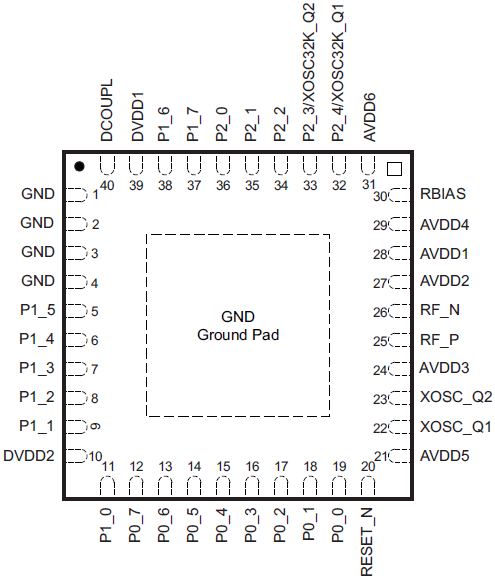 DCOUPL
DVDD1
P1_6
P1_7
P2_0
P2_1
P2_2
P2_3/XOSC32K_Q2
P2_4/XOSC32K_Q1
AVDD6
40 39 38 37 36 35 34 33 32 31
GND 1 30 RBIAS
GND 2 29 AVDD4
GND 3 28 AVDD1
GND 4 27 AVDD2
P1_5 5 26 RF_N
P1_4 6 25 RF_P
P1_3 7 24 AVDD3
P1_2 8 23 XOSC_Q2
P1_1 9 22 XOSC_Q1
DVDD2 10 21 AVDD5
GND
Ground Pad
11 12 13 14 15 16 17 18 19 20
P1_0
P0_7
P0_6
P0_5
P0_4
P0_3
P0_2
P0_1
P0_0
RESET_N